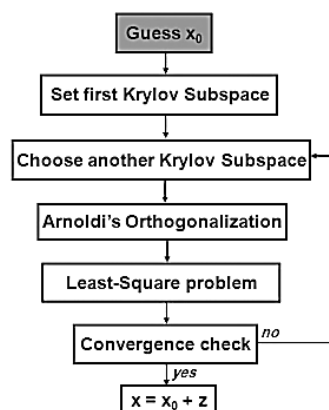 Guess x₀
Set first Krylov Subspace
Choose another Krylov Subspace
Arnoldi's Orthogonalization
Least-Square problem
Convergence check
no
yes
x = x₀ + z